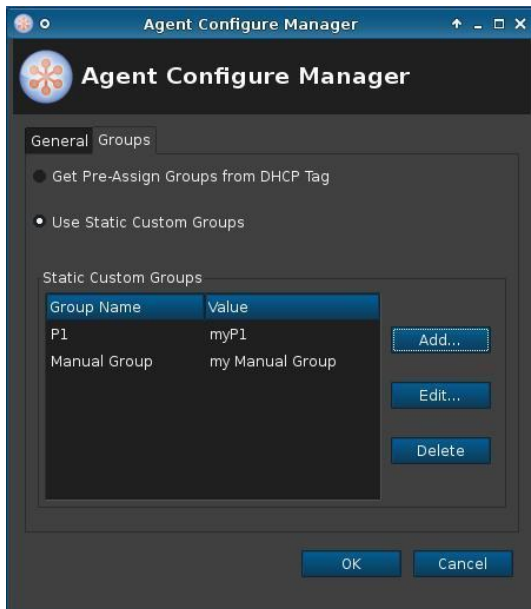 Agent Configure Manager
Agent Configure Manager
General Groups
Get Pre-Assign Groups from DHCP Tag
Use Static Custom Groups
Static Custom Groups
Group Name Value
P1 myP1
Manual Group my Manual Group
Add...
Edit...
Delete
OK Cancel